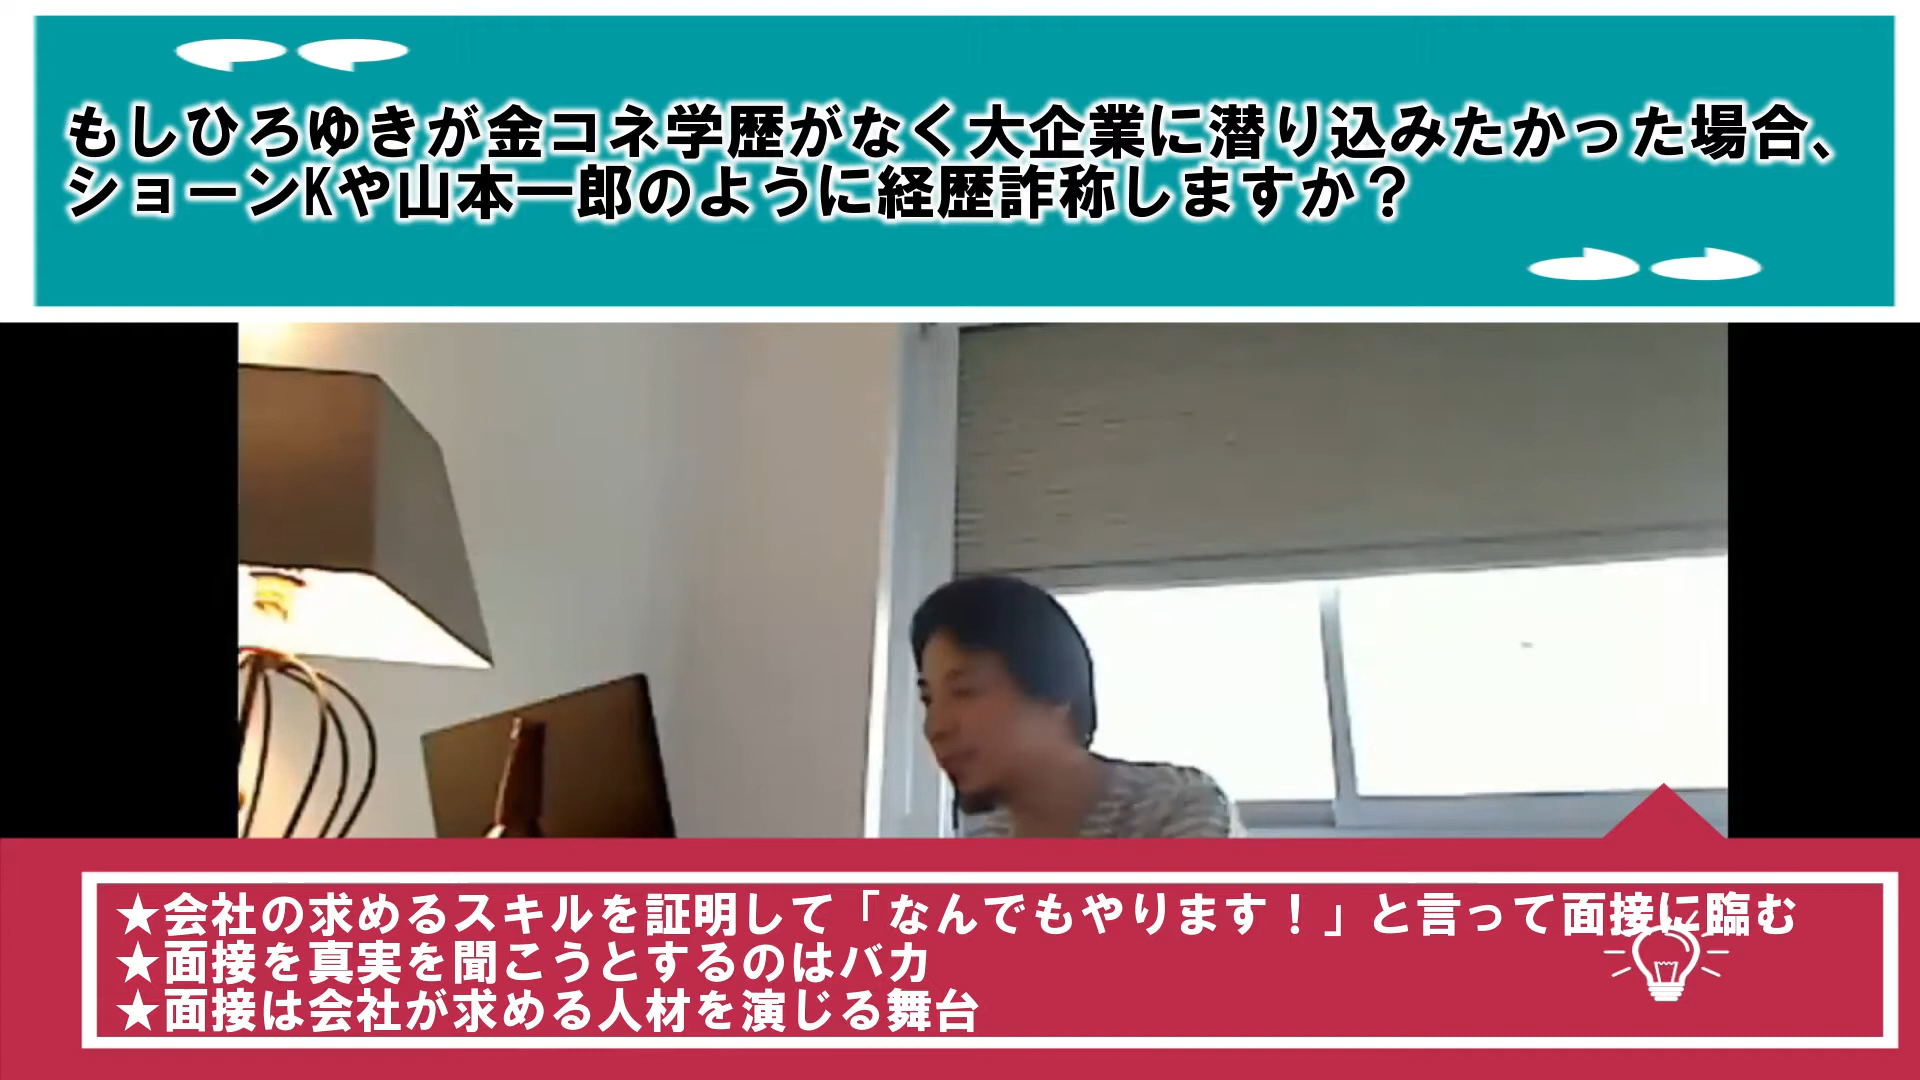 もしひろゆきが金コネ学歴がなく大企業に潜り込みたかった場合、
ショーンKや山本一郎のように経歴詐称しますか？
★会社の求めるスキルを証明して「なんでもやります！」と言って面接に臨む
★面接を真実を聞こうとするのはバカ
★面接は会社が求める人材を演じる舞台